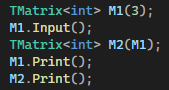 TMatrix<int> M1(3);
M1.Input();
TMatrix<int> M2(M1);
M1.Print();
M2.Print();